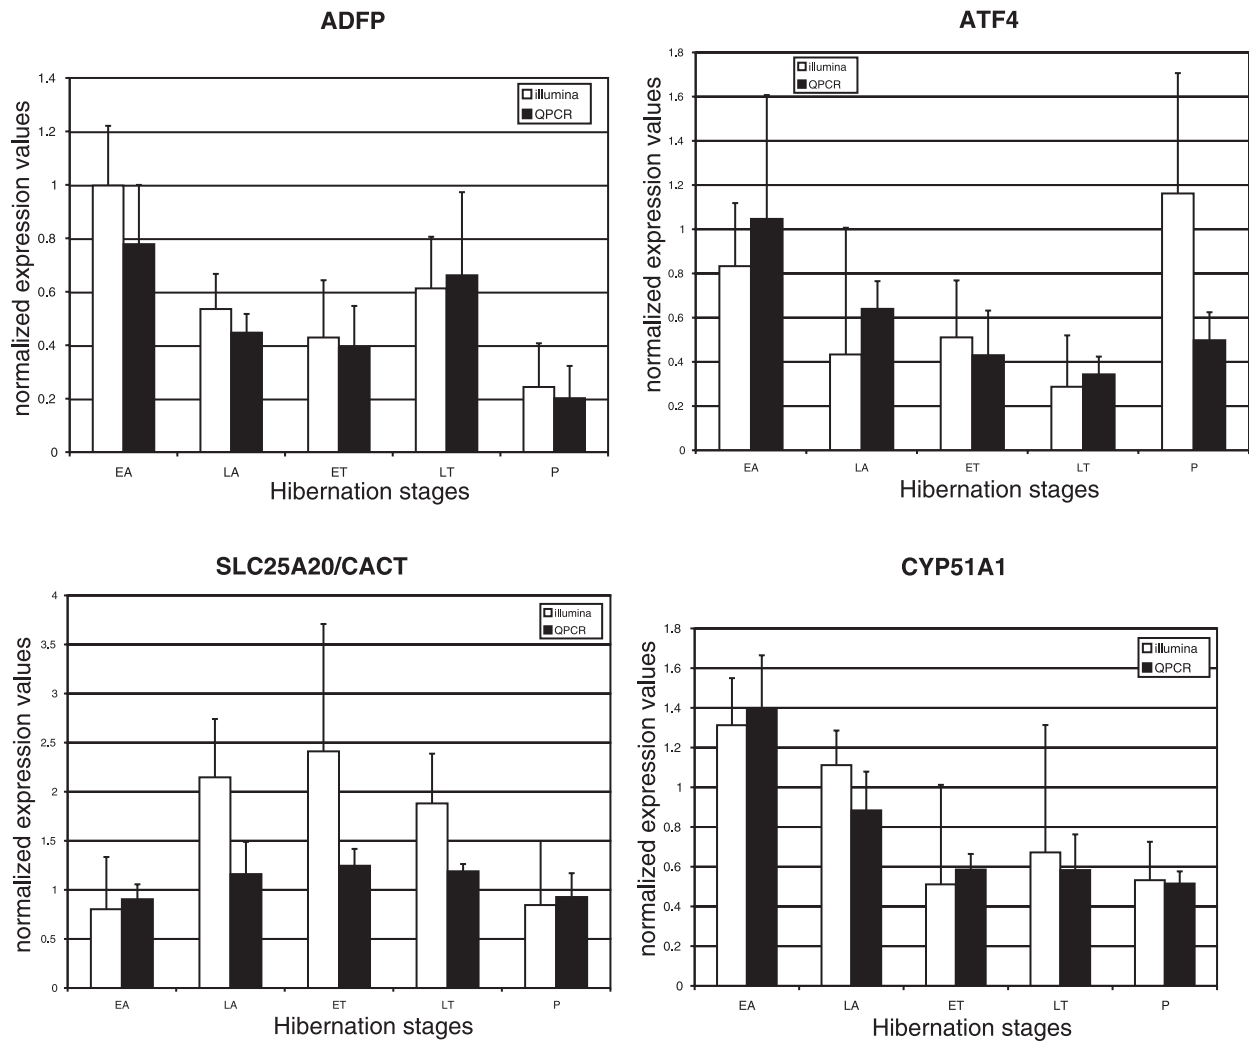 ADFP
normalized expression values
1.4
1.2
1
0.8
0.6
0.4
0.2
0
illumina
QPCR
EA LA ET LT P
Hibernation stages
ATF4
normalized expression values
1.8
1.6
1.4
1.2
1
0.8
0.6
0.4
0.2
0
illumina
QPCR
EA LA ET LT P
Hibernation stages
SLC25A20/CACT
normalized expression values
4
3.5
3
2.5
2
1.5
1
0.5
0
illumina
QPCR
EA LA ET LT P
Hibernation stages
CYP51A1
normalized expression values
1.8
1.6
1.4
1.2
1
0.8
0.6
0.4
0.2
0
illumina
QPCR
EA LA ET LT P
Hibernation stages